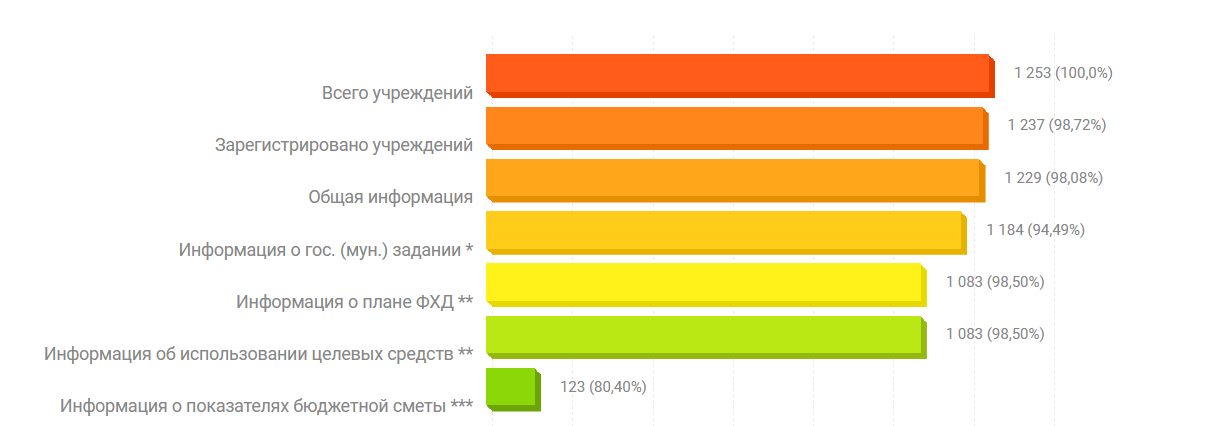 Всего учреждений 1 253 (100,0%)
Зарегистрировано учреждений 1 237 (98,72%)
Общая информация 1 229 (98,08%)
Информация о гос. (мун.) задании * 1 184 (94,49%)
Информация о плане ФХД ** 1 083 (98,50%)
Информация об использовании целевых средств ** 1 083 (98,50%)
Информация о показателях бюджетной сметы *** 123 (80,40%)